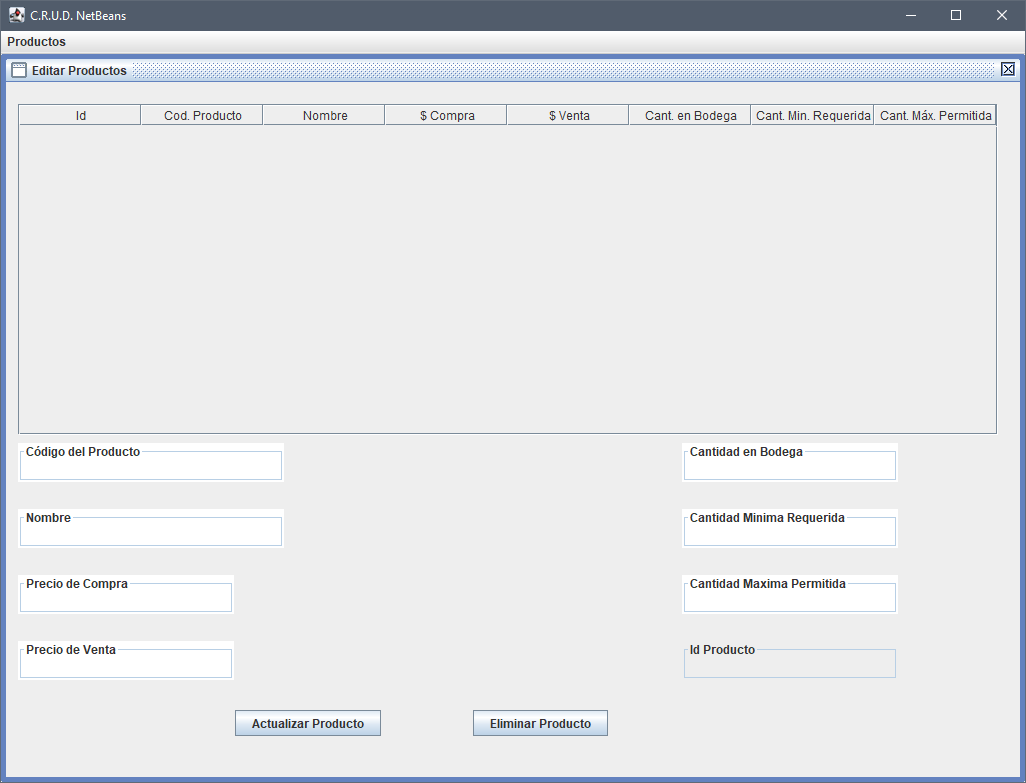 C.R.U.D. NetBeans
Productos
Editar Productos
Id Cod. Producto Nombre $ Compra $ Venta Cant. en Bodega Cant. Min. Requerida Cant. Máx. Permitida
Código del Producto Cantidad en Bodega
Nombre Cantidad Minima Requerida
Precio de Compra Cantidad Maxima Permitida
Precio de Venta Id Producto
Actualizar Producto Eliminar Producto